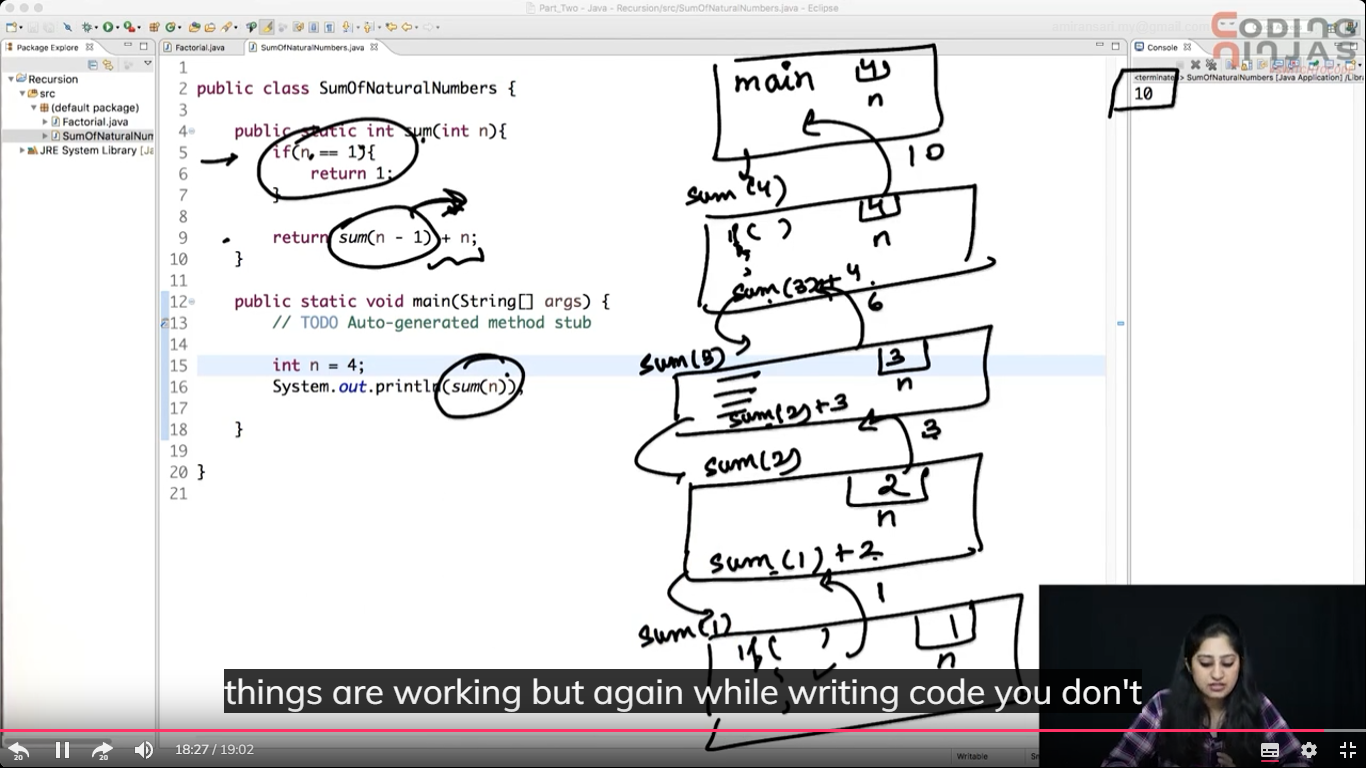 Part_Two - Java - Recursion/src/SumOfNaturalNumbers.java - Eclipse
CODING
NINJAS
Package Explore
Factorial.java
SumOfNaturalNumbers.java
Console
Recursion
src
(default package)
Factorial.java
SumOfNaturalNum
JRE System Library [Ja
<terminated> SumOfNaturalNumbers [Java Application] /Libra
10
1
2 public class SumOfNaturalNumbers {
3
4 public static int sum(int n){
5 if(n == 1){
6 return 1;
7 }
8
9 return sum(n - 1) + n;
10 }
11
12 public static void main(String[] args) {
13 // TODO Auto-generated method stub
14
15 int n = 4;
16 System.out.println(sum(n));
17
18 }
19
20 }
21
main 4
n
10
sum(4)
4
if( ) n
sum(3)+4
6
sum(3)
3
n
sum(2)+3
3
sum(2)
2
n
sum(1)+2
1
sum(1)
1
if( ) n
things are working but again while writing code you don't
20 20 18:27 / 19:02
Writable